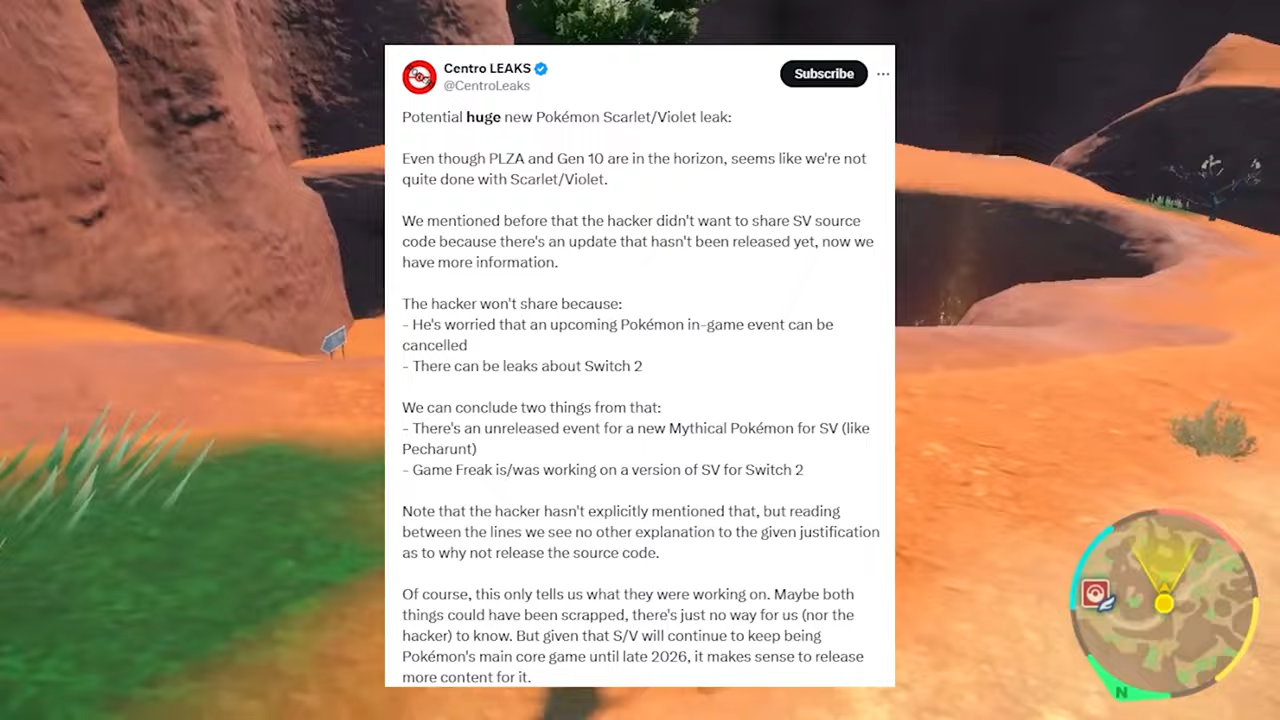 Centro LEAKS
@CentroLeaks
Subscribe
Potential huge new Pokémon Scarlet/Violet leak:
Even though PLZA and Gen 10 are in the horizon, seems like we're not
quite done with Scarlet/Violet.
We mentioned before that the hacker didn't want to share SV source
code because there's an update that hasn't been released yet, now we
have more information.
The hacker won't share because:
- He's worried that an upcoming Pokémon in-game event can be
cancelled
- There can be leaks about Switch 2
We can conclude two things from that:
- There's an unreleased event for a new Mythical Pokémon for SV (like
Pecharunt)
- Game Freak is/was working on a version of SV for Switch 2
Note that the hacker hasn't explicitly mentioned that, but reading
between the lines we see no other explanation to the given justification
as to why not release the source code.
Of course, this only tells us what they were working on. Maybe both
things could have been scrapped, there's just no way for us (nor the
hacker) to know. But given that S/V will continue to keep being
Pokémon's main core game until late 2026, it makes sense to release
more content for it.
N